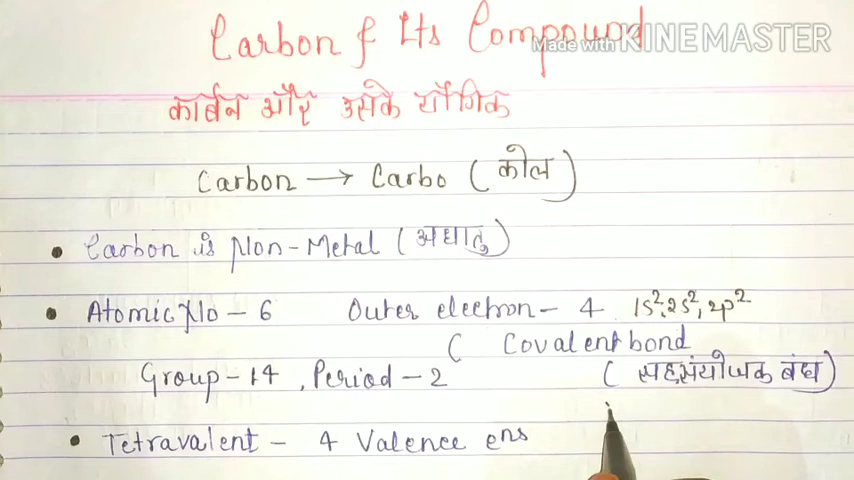 Carbon & Its Compound
Made with KINEMASTER
कार्बन और उसके यौगिक
Carbon → Carbo (कोल)
• Carbon is Non-Metal (अधातु)
• Atomic No - 6 Outer electron - 4 1s², 2s², 2p²
( Covalent bond
Group - 14, Period - 2 ( सहसंयोजक बंध)
• Tetravalent - 4 Valence ens